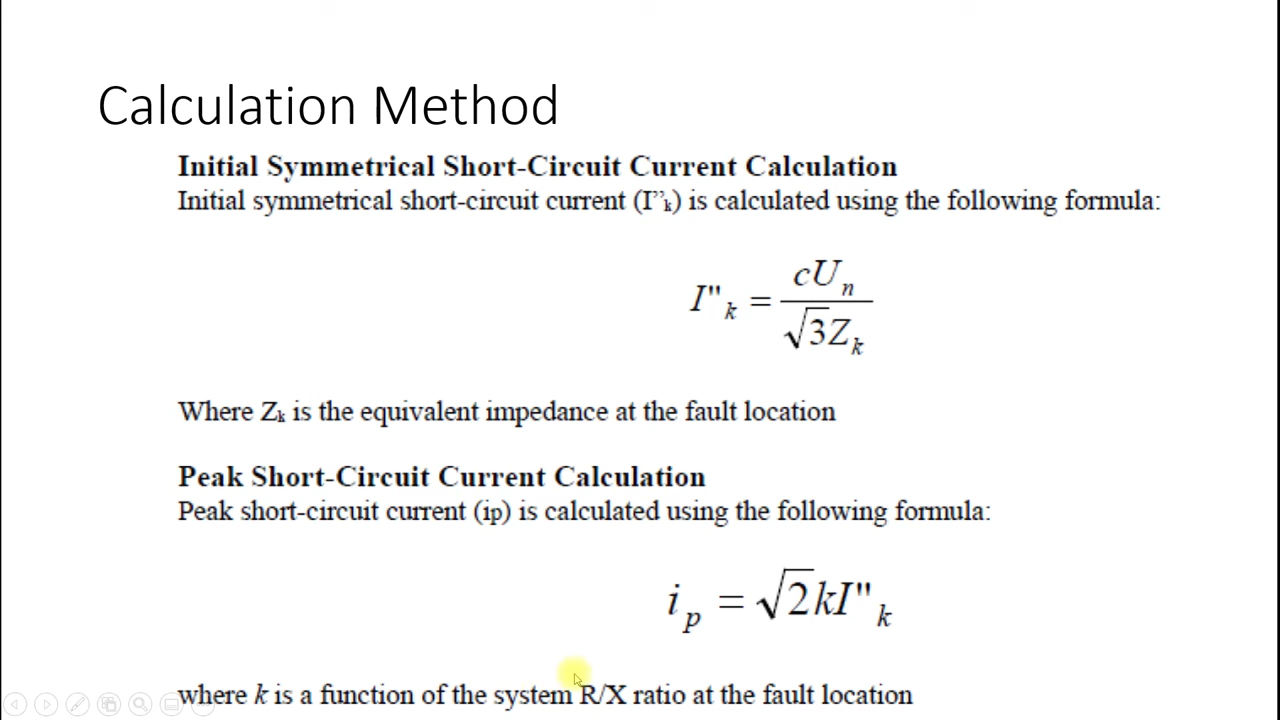 Calculation Method
Initial Symmetrical Short-Circuit Current Calculation
Initial symmetrical short-circuit current (I”ₖ) is calculated using the following formula:
I"ₖ = cUₙ / √3Zₖ
Where Zₖ is the equivalent impedance at the fault location
Peak Short-Circuit Current Calculation
Peak short-circuit current (ip) is calculated using the following formula:
iₚ = √2kI"ₖ
where k is a function of the system R/X ratio at the fault location